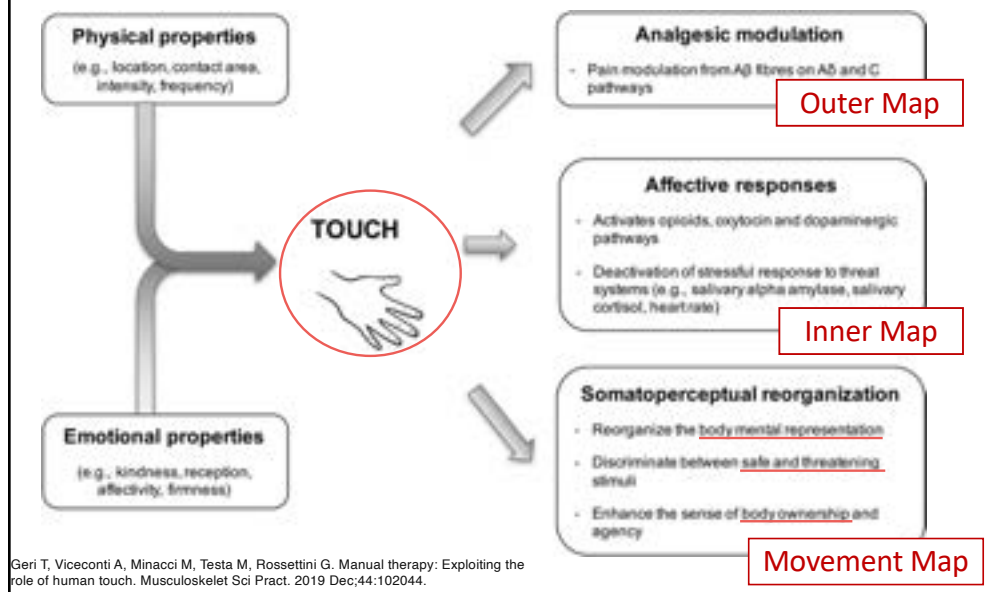 Physical properties
(e.g., location, contact area,
intensity, frequency)
Emotional properties
(e.g., kindness, reception,
affectivity, firmness)
TOUCH
Analgesic modulation
- Pain modulation from Aβ fibres on Aδ and C
pathways
Outer Map
Affective responses
- Activates opioids, oxytocin and dopaminergic
pathways
- Deactivation of stressful response to threat
systems (e.g., salivary alpha amylase, salivary
cortisol, heart rate)
Inner Map
Somatoperceptual reorganization
- Reorganize the body mental representation
- Discriminate between safe and threatening
stimuli
- Enhance the sense of body ownership and
agency
Movement Map
Geri T, Viceconti A, Minacci M, Testa M, Rossettini G. Manual therapy: Exploiting the
role of human touch. Musculoskelet Sci Pract. 2019 Dec;44:102044.